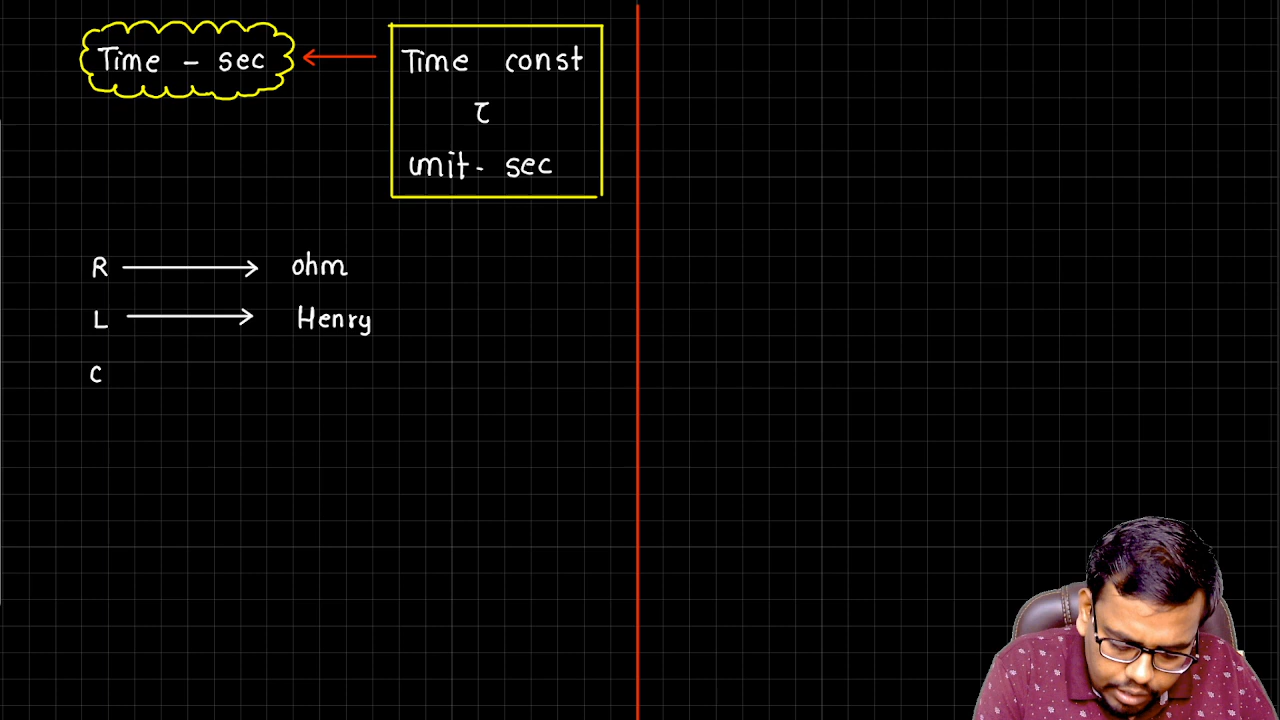 Time - sec
Time const
τ
unit - sec
R → ohm
L → Henry
C